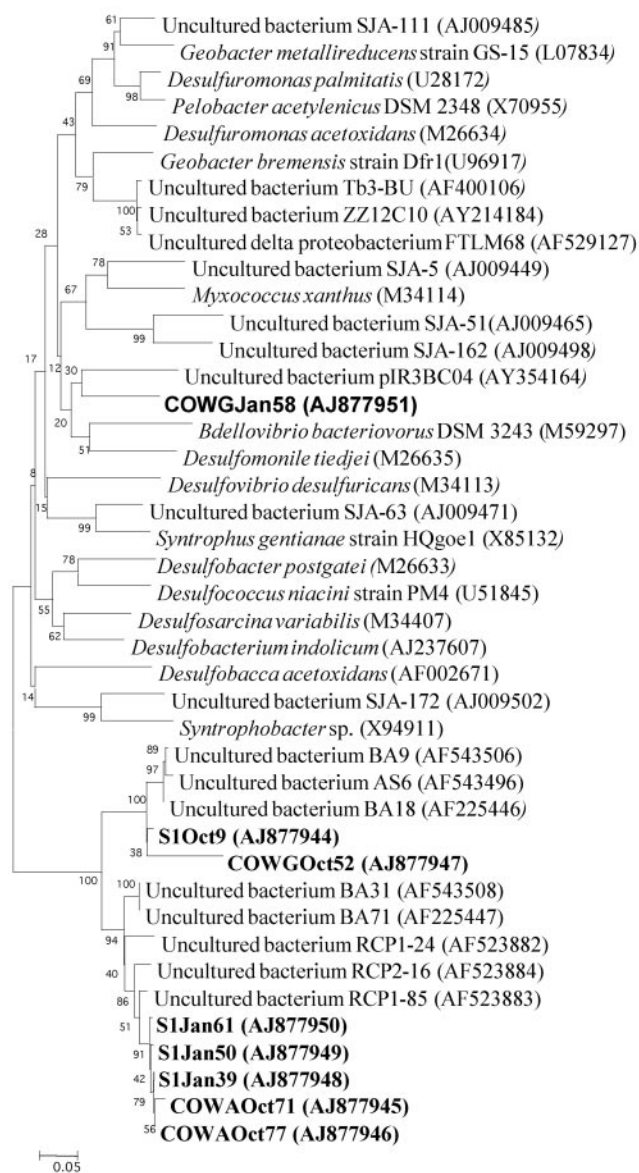 61
Uncultured bacterium SJA-111 (AJ009485)
91
Geobacter metallireducens strain GS-15 (L07834)
69
Desulfuromonas palmitatis (U28172)
98
Pelobacter acetylenicus DSM 2348 (X70955)
43
Desulfuromonas acetoxidans (M26634)
Geobacter bremensis strain Dfr1(U96917)
79
Uncultured bacterium Tb3-BU (AF400106)
100
Uncultured bacterium ZZ12C10 (AY214184)
53
28
Uncultured delta proteobacterium FTLM68 (AF529127)
78
Uncultured bacterium SJA-5 (AJ009449)
67
Myxococcus xanthus (M34114)
Uncultured bacterium SJA-51(AJ009465)
99
17
12
Uncultured bacterium SJA-162 (AJ009498)
30
Uncultured bacterium pIR3BC04 (AY354164)
COWGJan58 (AJ877951)
20
Bdellovibrio bacteriovorus DSM 3243 (M59297)
51
Desulfomonile tiedjei (M26635)
8
Desulfovibrio desulfuricans (M34113)
15
Uncultured bacterium SJA-63 (AJ009471)
99
Syntrophus gentianae strain HQgoe1 (X85132)
78
Desulfobacter postgatei (M26633)
Desulfococcus niacini strain PM4 (U51845)
55
Desulfosarcina variabilis (M34407)
62
Desulfobacterium indolicum (AJ237607)
Desulfobacca acetoxidans (AF002671)
14
Uncultured bacterium SJA-172 (AJ009502)
99
Syntrophobacter sp. (X94911)
89
Uncultured bacterium BA9 (AF543506)
97
Uncultured bacterium AS6 (AF543496)
100
Uncultured bacterium BA18 (AF225446)
S1Oct9 (AJ877944)
38
COWGOct52 (AJ877947)
100
100
Uncultured bacterium BA31 (AF543508)
Uncultured bacterium BA71 (AF225447)
94
Uncultured bacterium RCP1-24 (AF523882)
40
Uncultured bacterium RCP2-16 (AF523884)
86
Uncultured bacterium RCP1-85 (AF523883)
51
S1Jan61 (AJ877950)
91
S1Jan50 (AJ877949)
42
S1Jan39 (AJ877948)
79
COWAOct71 (AJ877945)
56
COWAOct77 (AJ877946)
0.05